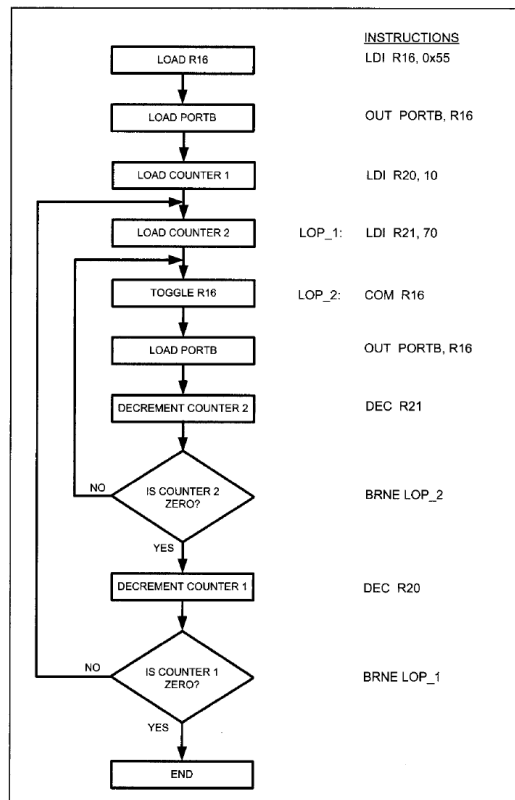 INSTRUCTIONS
LOAD R16 LDI R16, 0x55
LOAD PORTB OUT PORTB, R16
LOAD COUNTER 1 LDI R20, 10
LOAD COUNTER 2 LOP_1: LDI R21, 70
TOGGLE R16 LOP_2: COM R16
LOAD PORTB OUT PORTB, R16
DECREMENT COUNTER 2 DEC R21
NO
IS COUNTER 2
ZERO?
BRNE LOP_2
YES
DECREMENT COUNTER 1 DEC R20
NO
IS COUNTER 1
ZERO?
BRNE LOP_1
YES
END